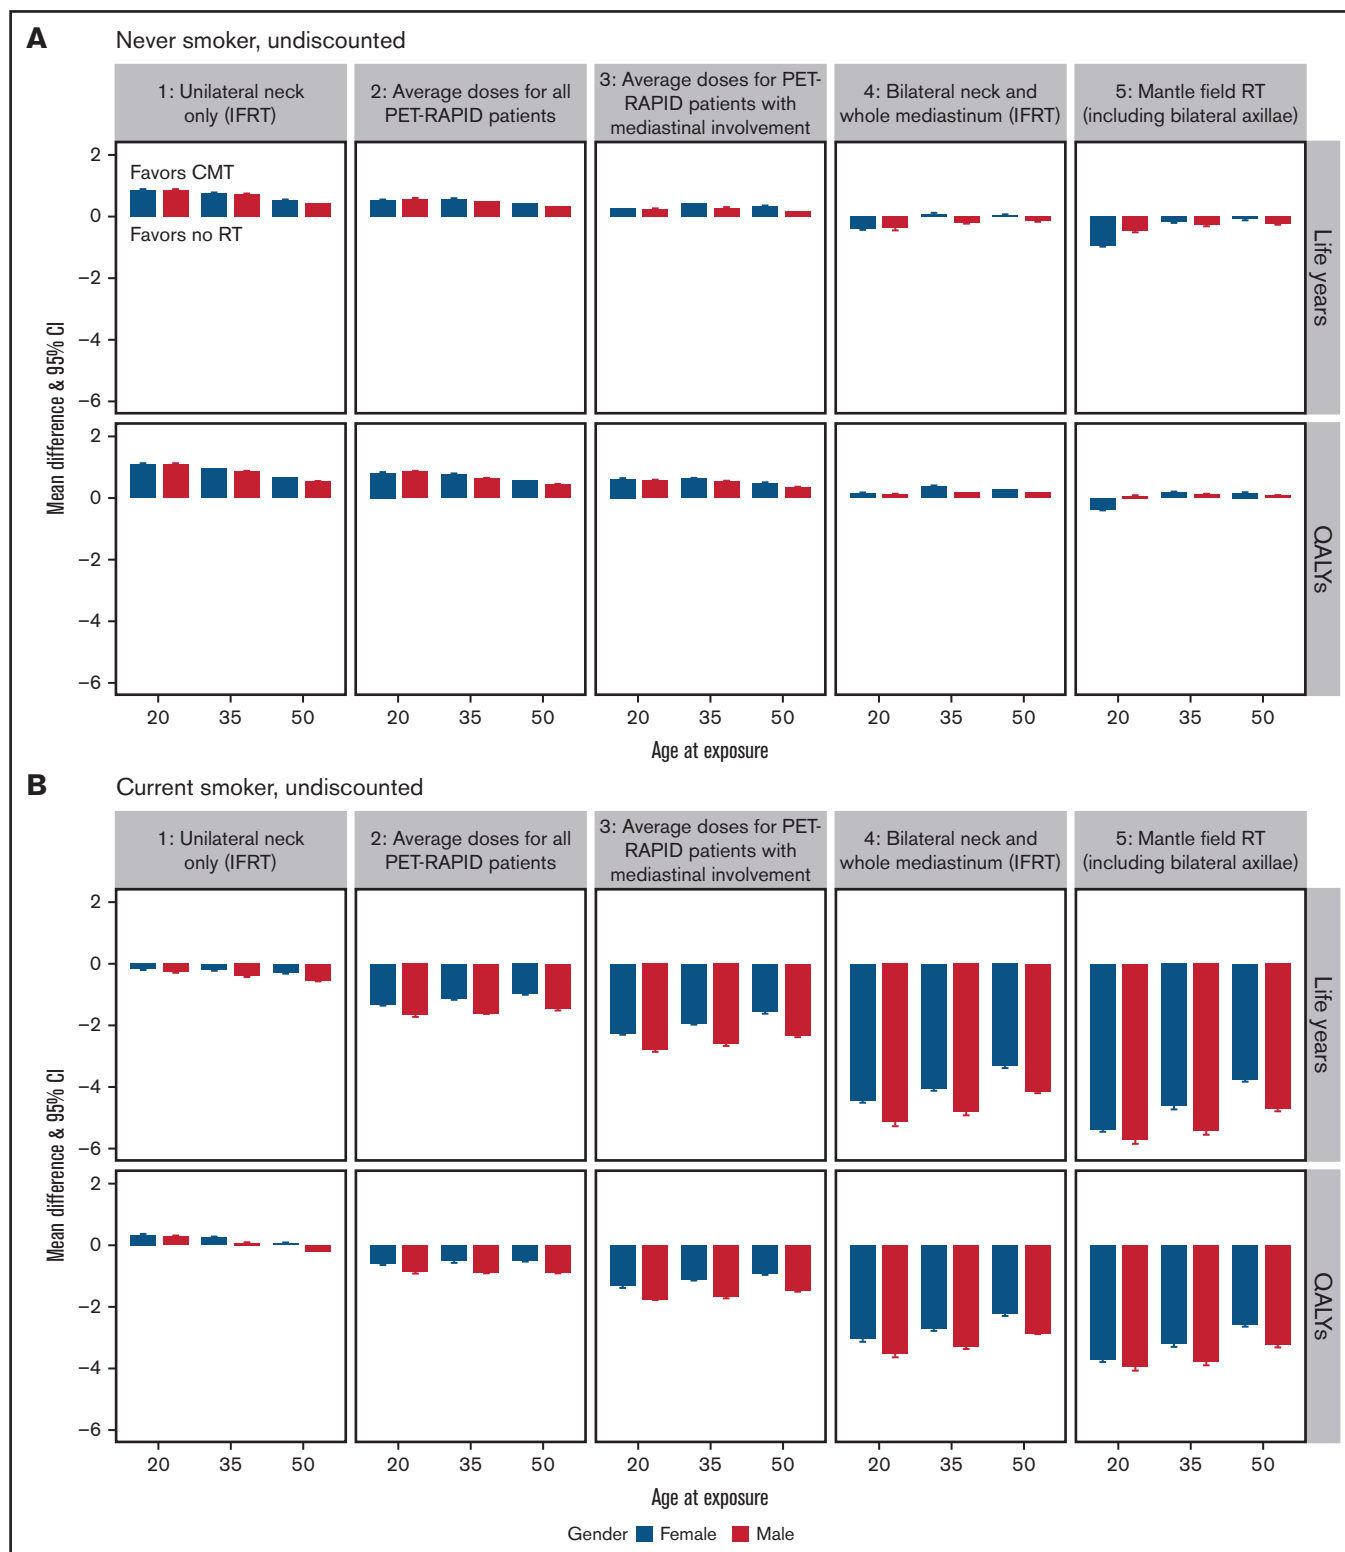 A
Never smoker, undiscounted
1: Unilateral neck
only (IFRT)
2: Average doses for all
PET-RAPID patients
3: Average doses for PET-
RAPID patients with
mediastinal involvement
4: Bilateral neck and
whole mediastinum (IFRT)
5: Mantle field RT
(including bilateral axillae)
Mean difference & 95% CI
2
0
−2
−4
−6
Favors CMT
Favors no RT
Life years
2
0
−2
−4
−6
QALYs
20 35 50 20 35 50 20 35 50 20 35 50 20 35 50
Age at exposure
B
Current smoker, undiscounted
1: Unilateral neck
only (IFRT)
2: Average doses for all
PET-RAPID patients
3: Average doses for PET-
RAPID patients with
mediastinal involvement
4: Bilateral neck and
whole mediastinum (IFRT)
5: Mantle field RT
(including bilateral axillae)
Mean difference & 95% CI
2
0
−2
−4
−6
Life years
2
0
−2
−4
−6
QALYs
20 35 50 20 35 50 20 35 50 20 35 50 20 35 50
Age at exposure
Gender Female Male